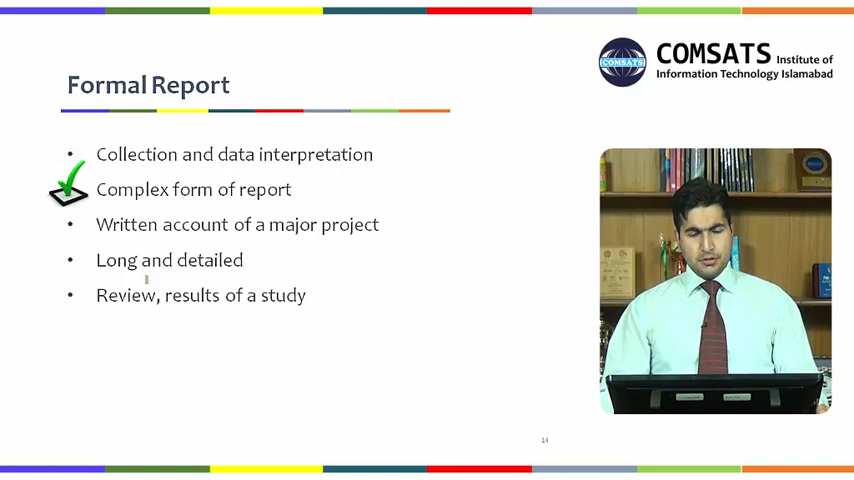 COMSATS Institute of
Information Technology Islamabad
COMSATS
Formal Report
• Collection and data interpretation
Complex form of report
• Written account of a major project
• Long and detailed
• Review, results of a study
14